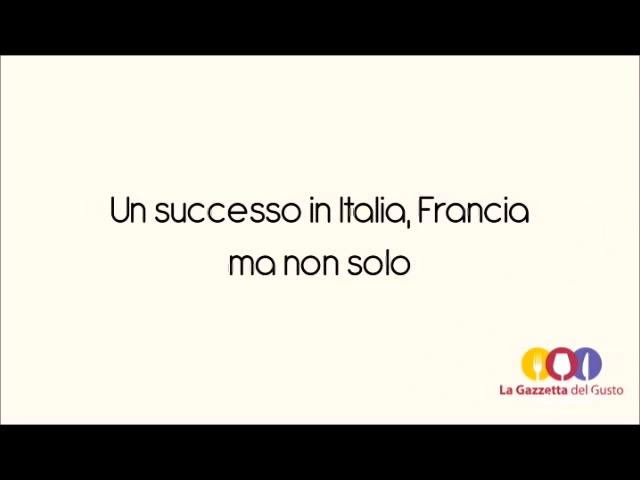 Un successo in Italia, Francia
ma non solo
La Gazzetta del Gusto